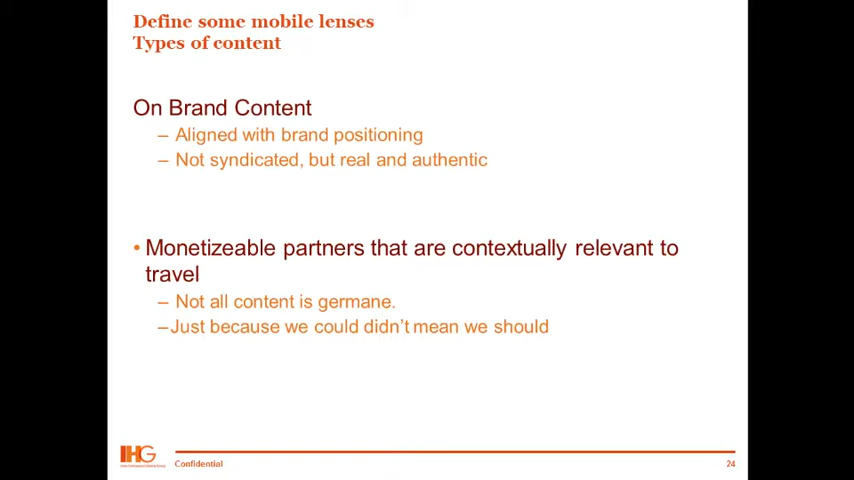 Define some mobile lenses
Types of content
On Brand Content
– Aligned with brand positioning
– Not syndicated, but real and authentic
• Monetizeable partners that are contextually relevant to
travel
– Not all content is germane.
–Just because we could didn’t mean we should
IHG
Confidential
24